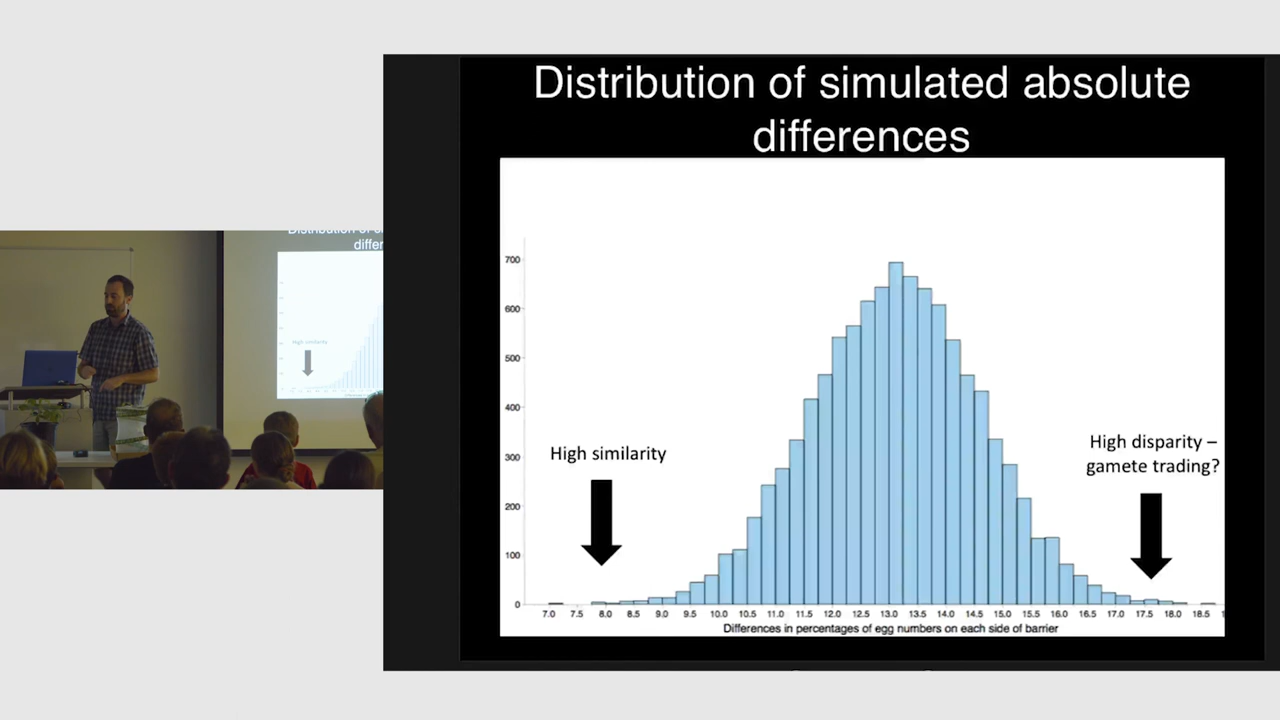 Distribution of simulated absolute
differences
700
600
500
400
300
200
100
0
High similarity
High disparity –
gamete trading?
7.0 7.5 8.0 8.5 9.0 9.5 10.0 10.5 11.0 11.5 12.0 12.5 13.0 13.5 14.0 14.5 15.0 15.5 16.0 16.5 17.0 17.5 18.0 18.5
Differences in percentages of egg numbers on each side of barrier
differ
High similarity